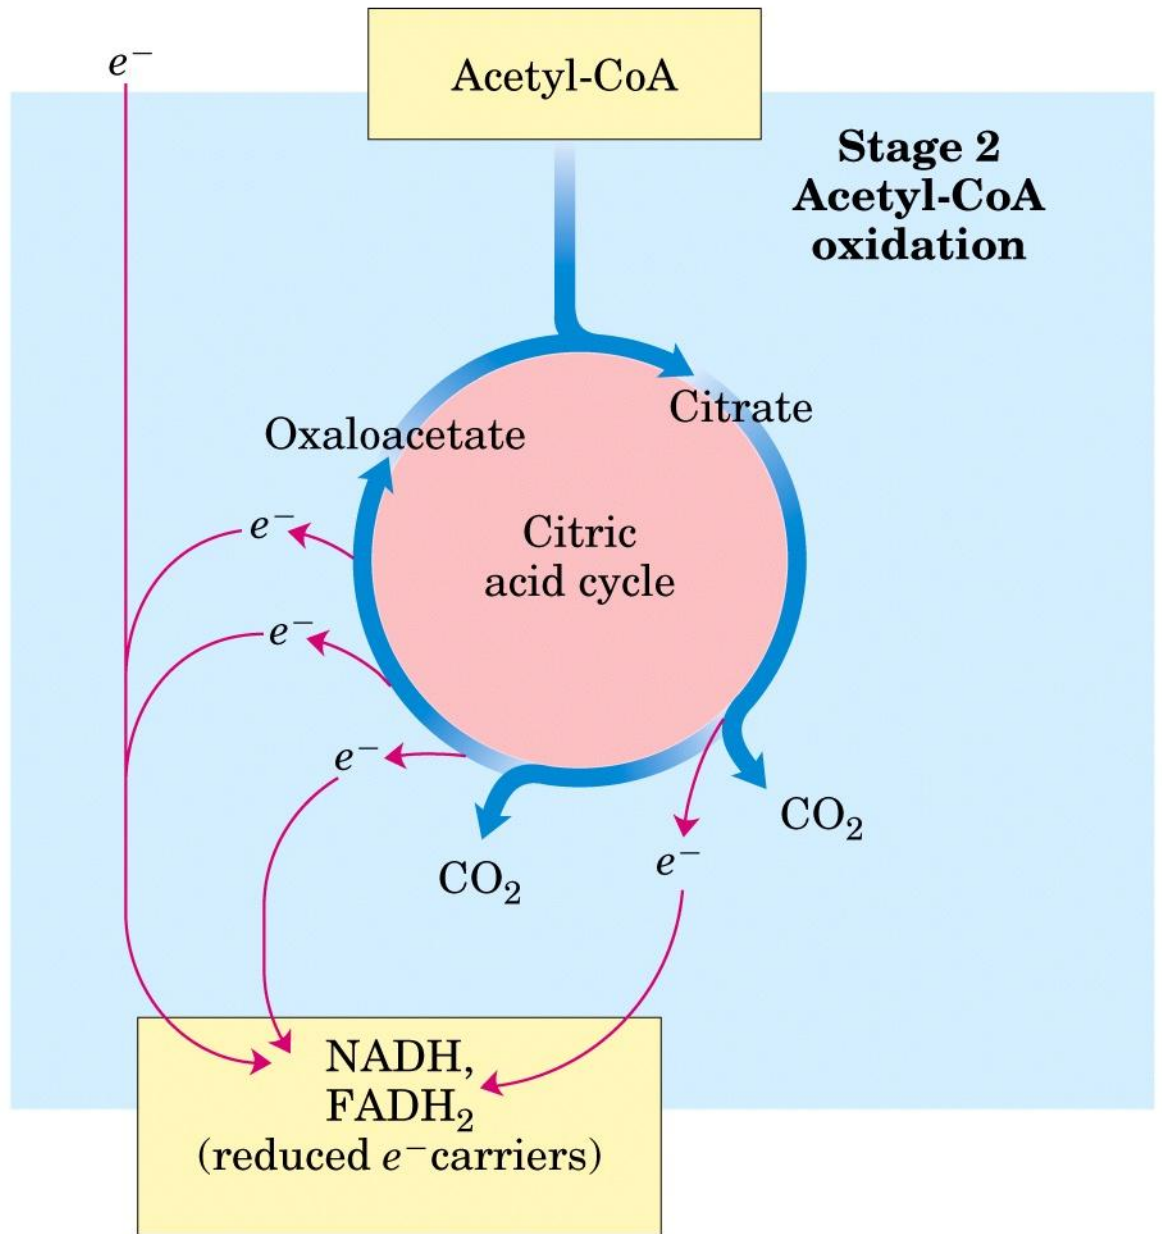 e−
Acetyl-CoA
Stage 2
Acetyl-CoA
oxidation
Citrate
Oxaloacetate
e−
Citric
acid cycle
e−
e−
CO₂
e−
CO₂
NADH,
FADH₂
(reduced e− carriers)